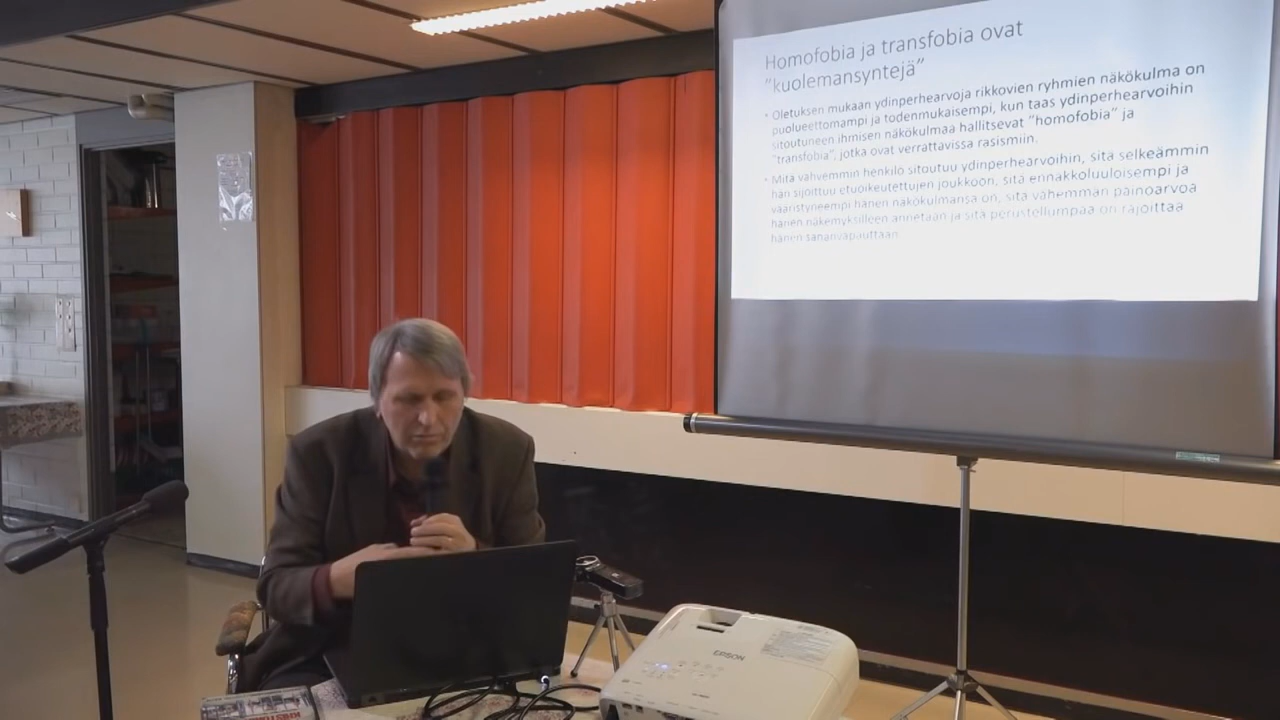 Homofobia ja transfobia ovat
"kuolemansyntejä"
• Oletuksen mukaan ydinperhearvoja rikkovien ryhmien näkökulma on
puolueettomampi ja todenmukaisempi, kun taas ydinperhearvoihin
sitoutuneen ihmisen näkökulmaa hallitsevat "homofobia" ja
"transfobia", jotka ovat verrattavissa rasismiin.
• Mitä vahvemmin henkilö sitoutuu ydinperhearvoihin, sitä selkeämmin
hän sijoittuu etuoikeutettujen joukkoon, sitä ennakkoluuloisempi ja
vääristyneempi hänen näkökulmansa on, sitä vähemmän painoarvoa
hänen näkemyksilleen annetaan ja sitä perustellumpaa on rajoittaa
hänen sananvapauttaan.
EPSON